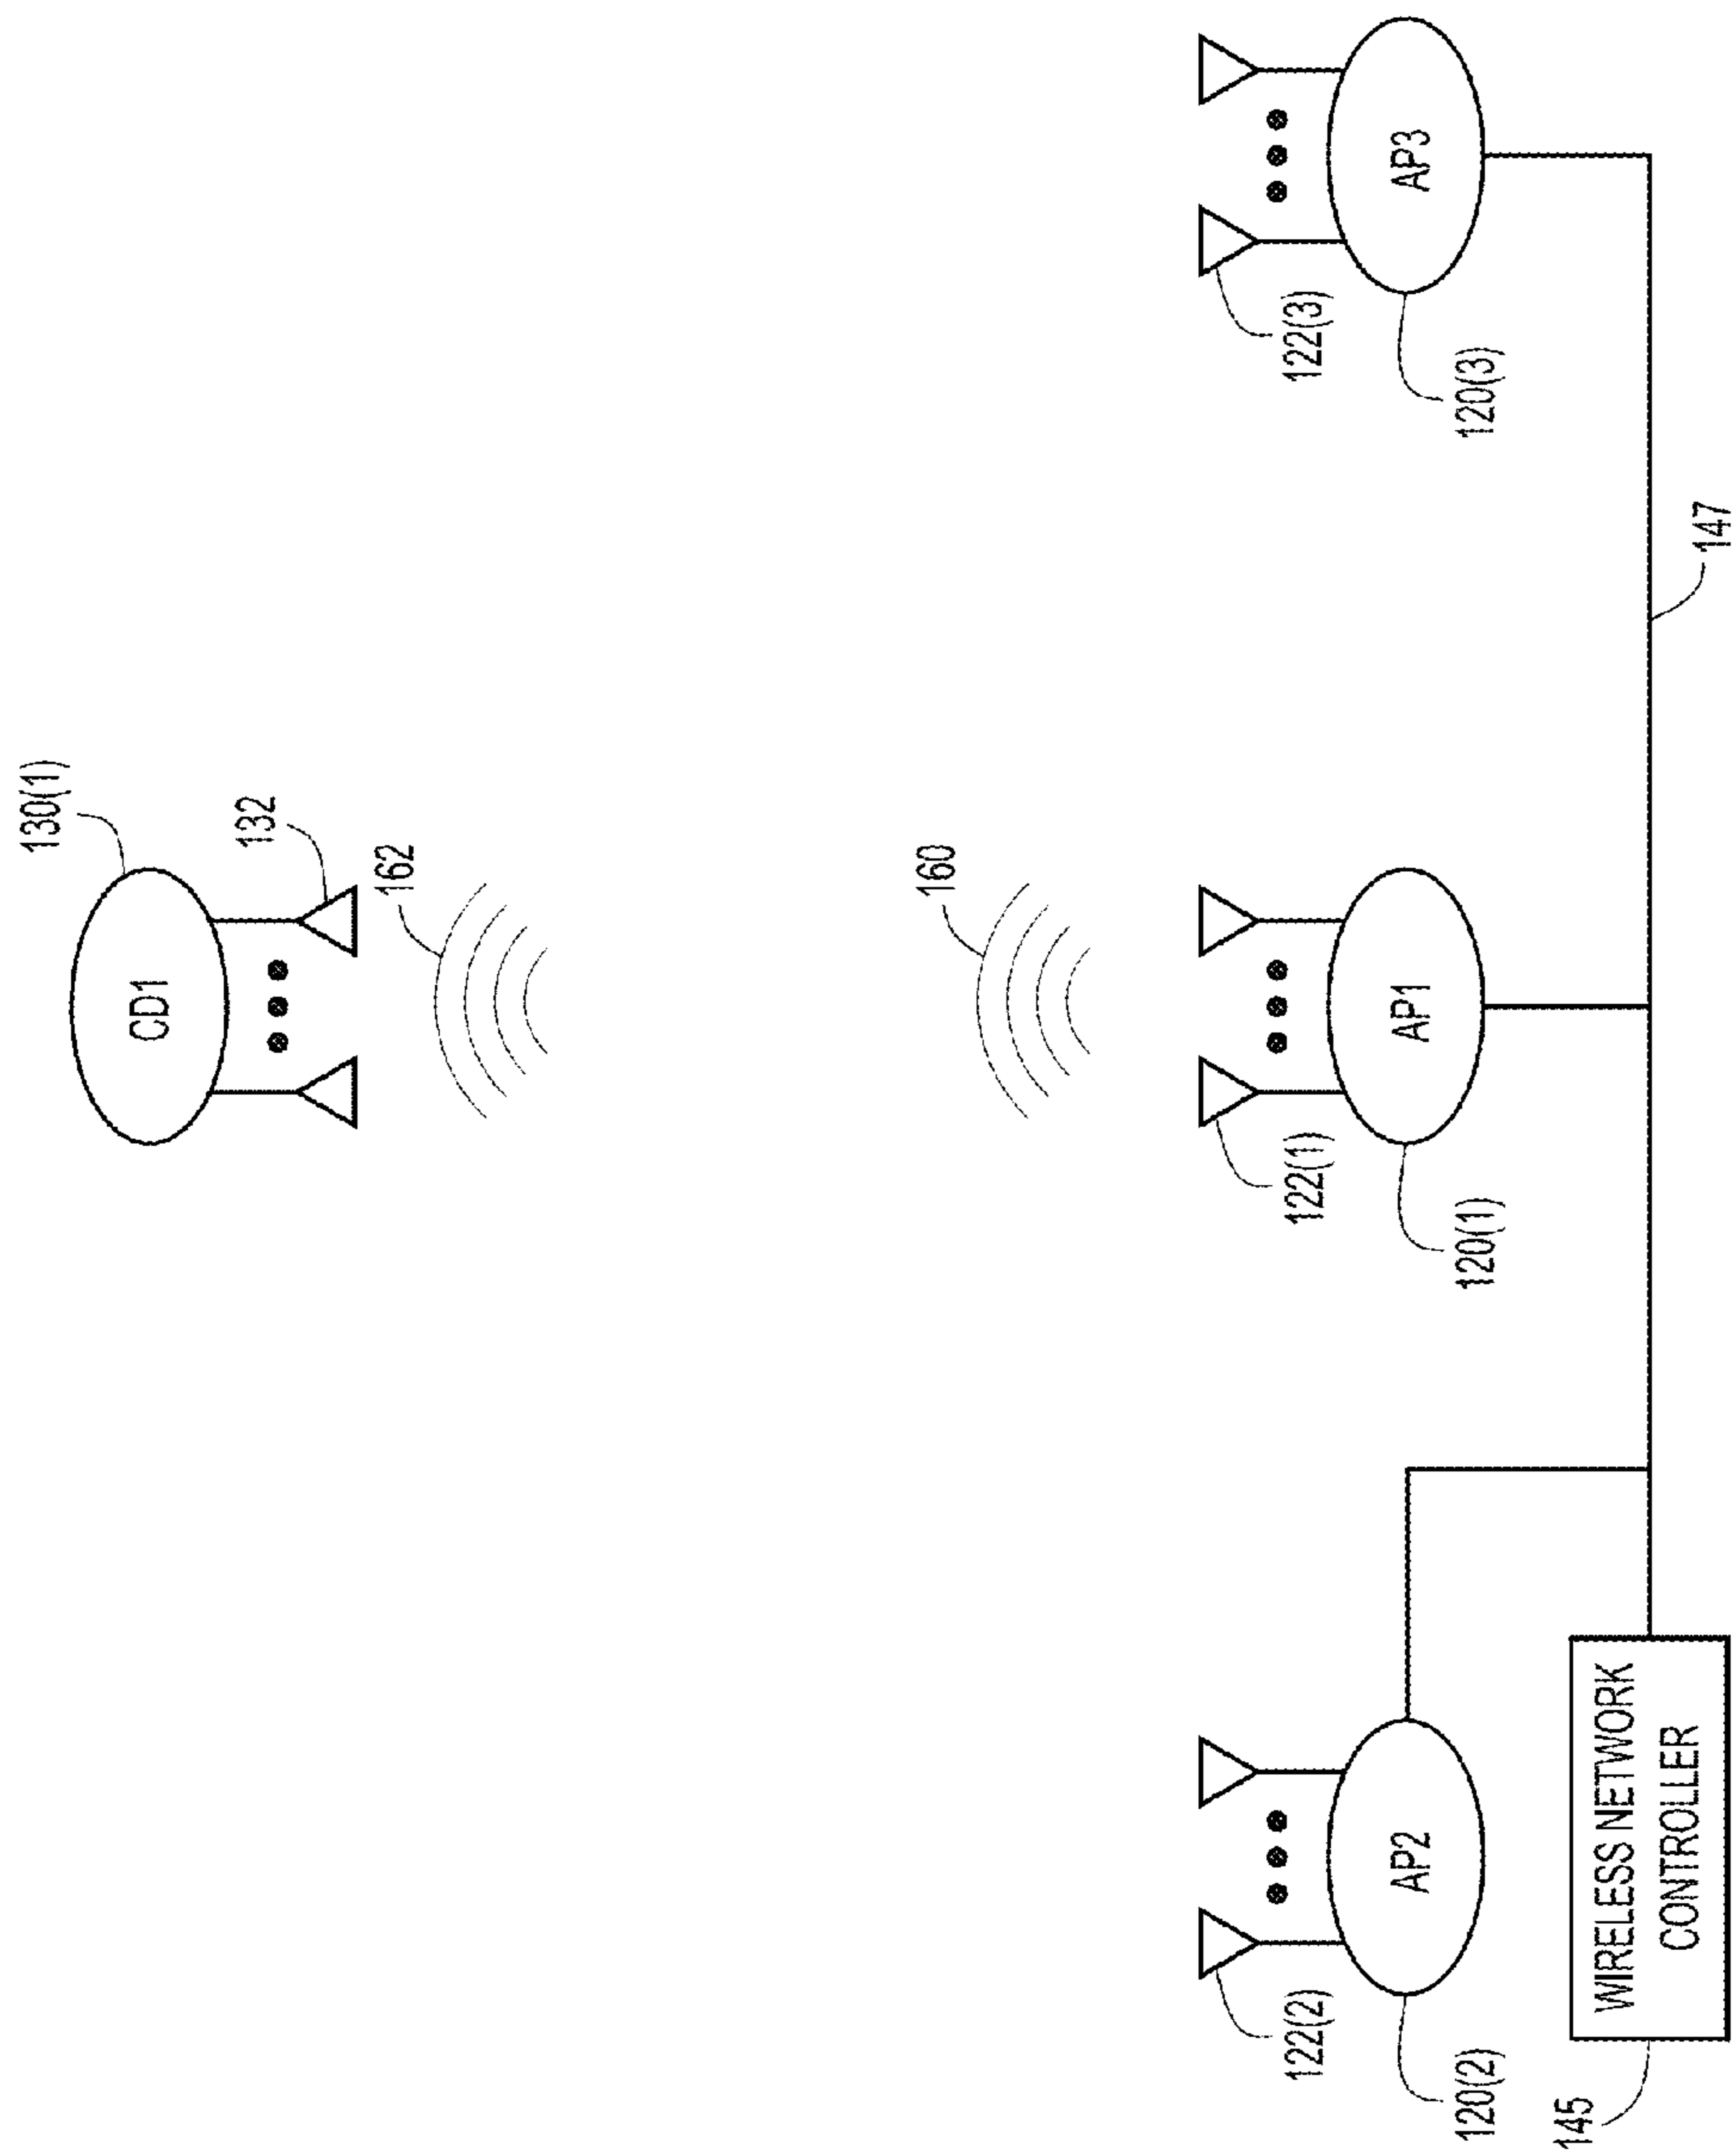 130(1)
CD1
132
162
160
122(2)
AP2
120(2)
122(1)
AP1
120(1)
122(3)
AP3
120(3)
145
WIRELESS NETWORK
CONTROLLER
147